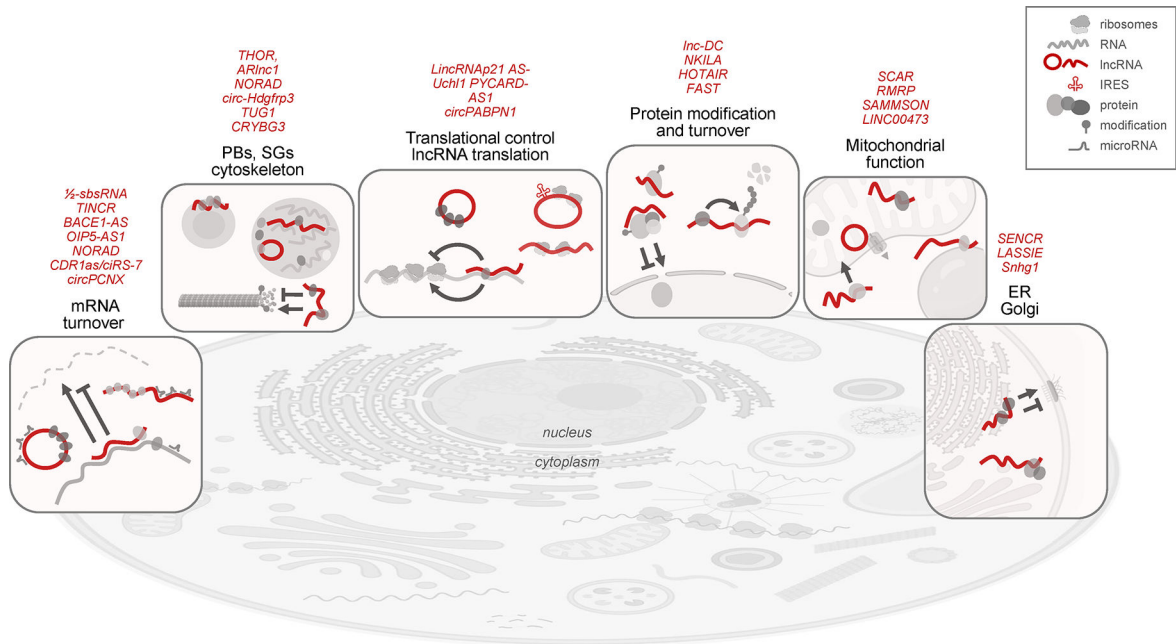 ribosomes
RNA
lncRNA
IRES
protein
modification
microRNA
THOR,
ARlnc1
NORAD
circ-Hdgfrp3
TUG1
CRYBG3
PBs, SGs
cytoskeleton
LincRNAp21 AS-
Uchl1 PYCARD-
AS1
circPABPN1
Translational control
lncRNA translation
lnc-DC
NKILA
HOTAIR
FAST
Protein modification
and turnover
SCAR
RMRP
SAMMSON
LINC00473
Mitochondrial
function
½-sbsRNA
TINCR
BACE1-AS
OIP5-AS1
NORAD
CDR1as/ciRS-7
circPCNX
mRNA
turnover
SENCR
LASSIE
Snhg1
ER
Golgi
nucleus
cytoplasm